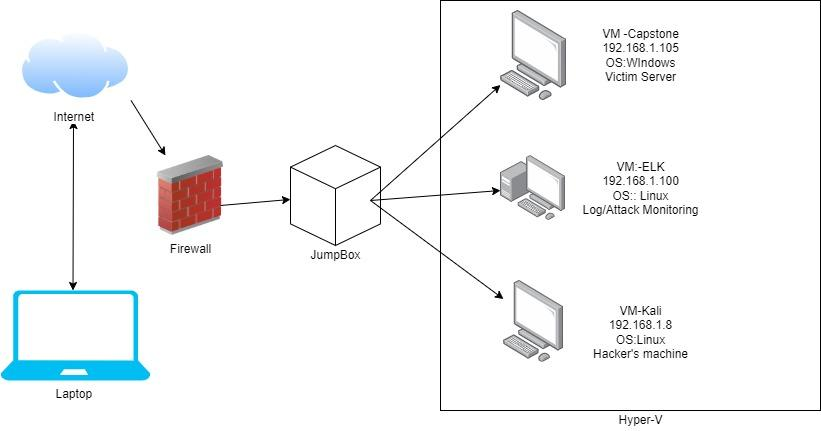 Internet
Firewall
JumpBox
Laptop
VM -Capstone
192.168.1.105
OS:WIndows
Victim Server
VM:-ELK
192.168.1.100
OS:: Linux
Log/Attack Monitoring
VM-Kali
192.168.1.8
OS:Linux
Hacker's machine
Hyper-V